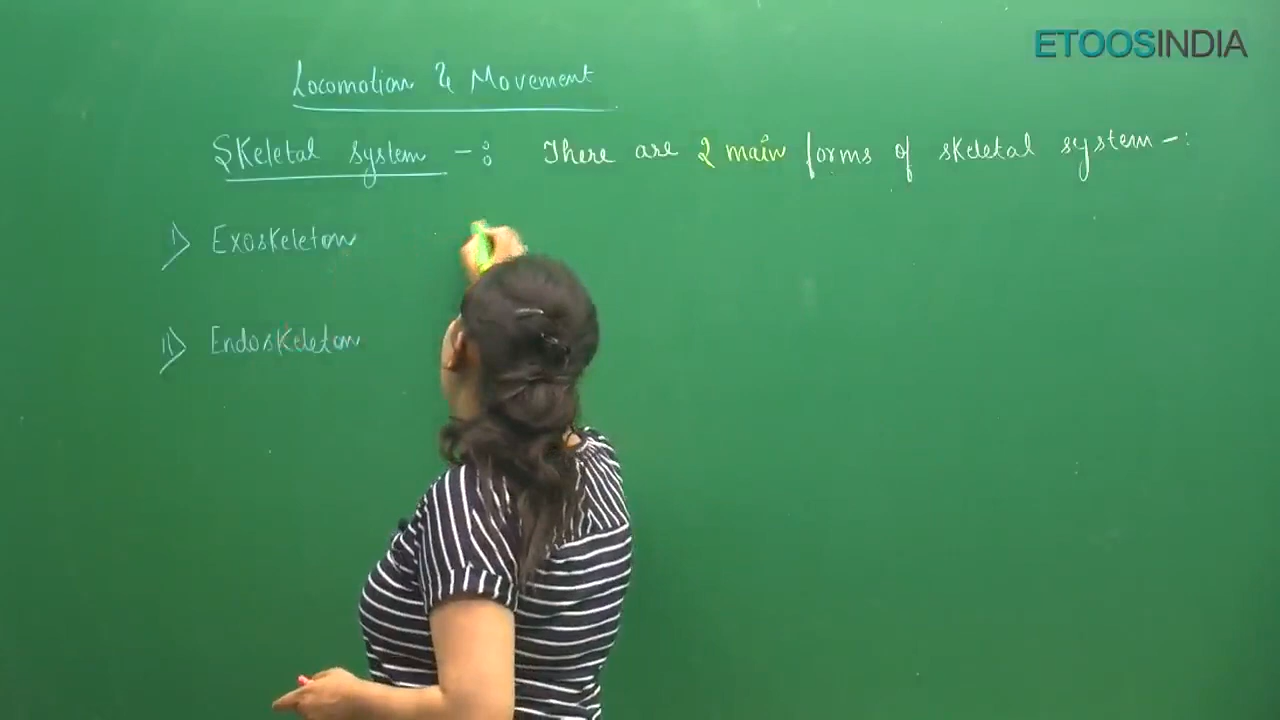 ETOOSINDIA
Locomotion & Movement
Skeletal system -: There are 2 main forms of skeletal system -:
I) Exoskeleton
II) Endoskeleton